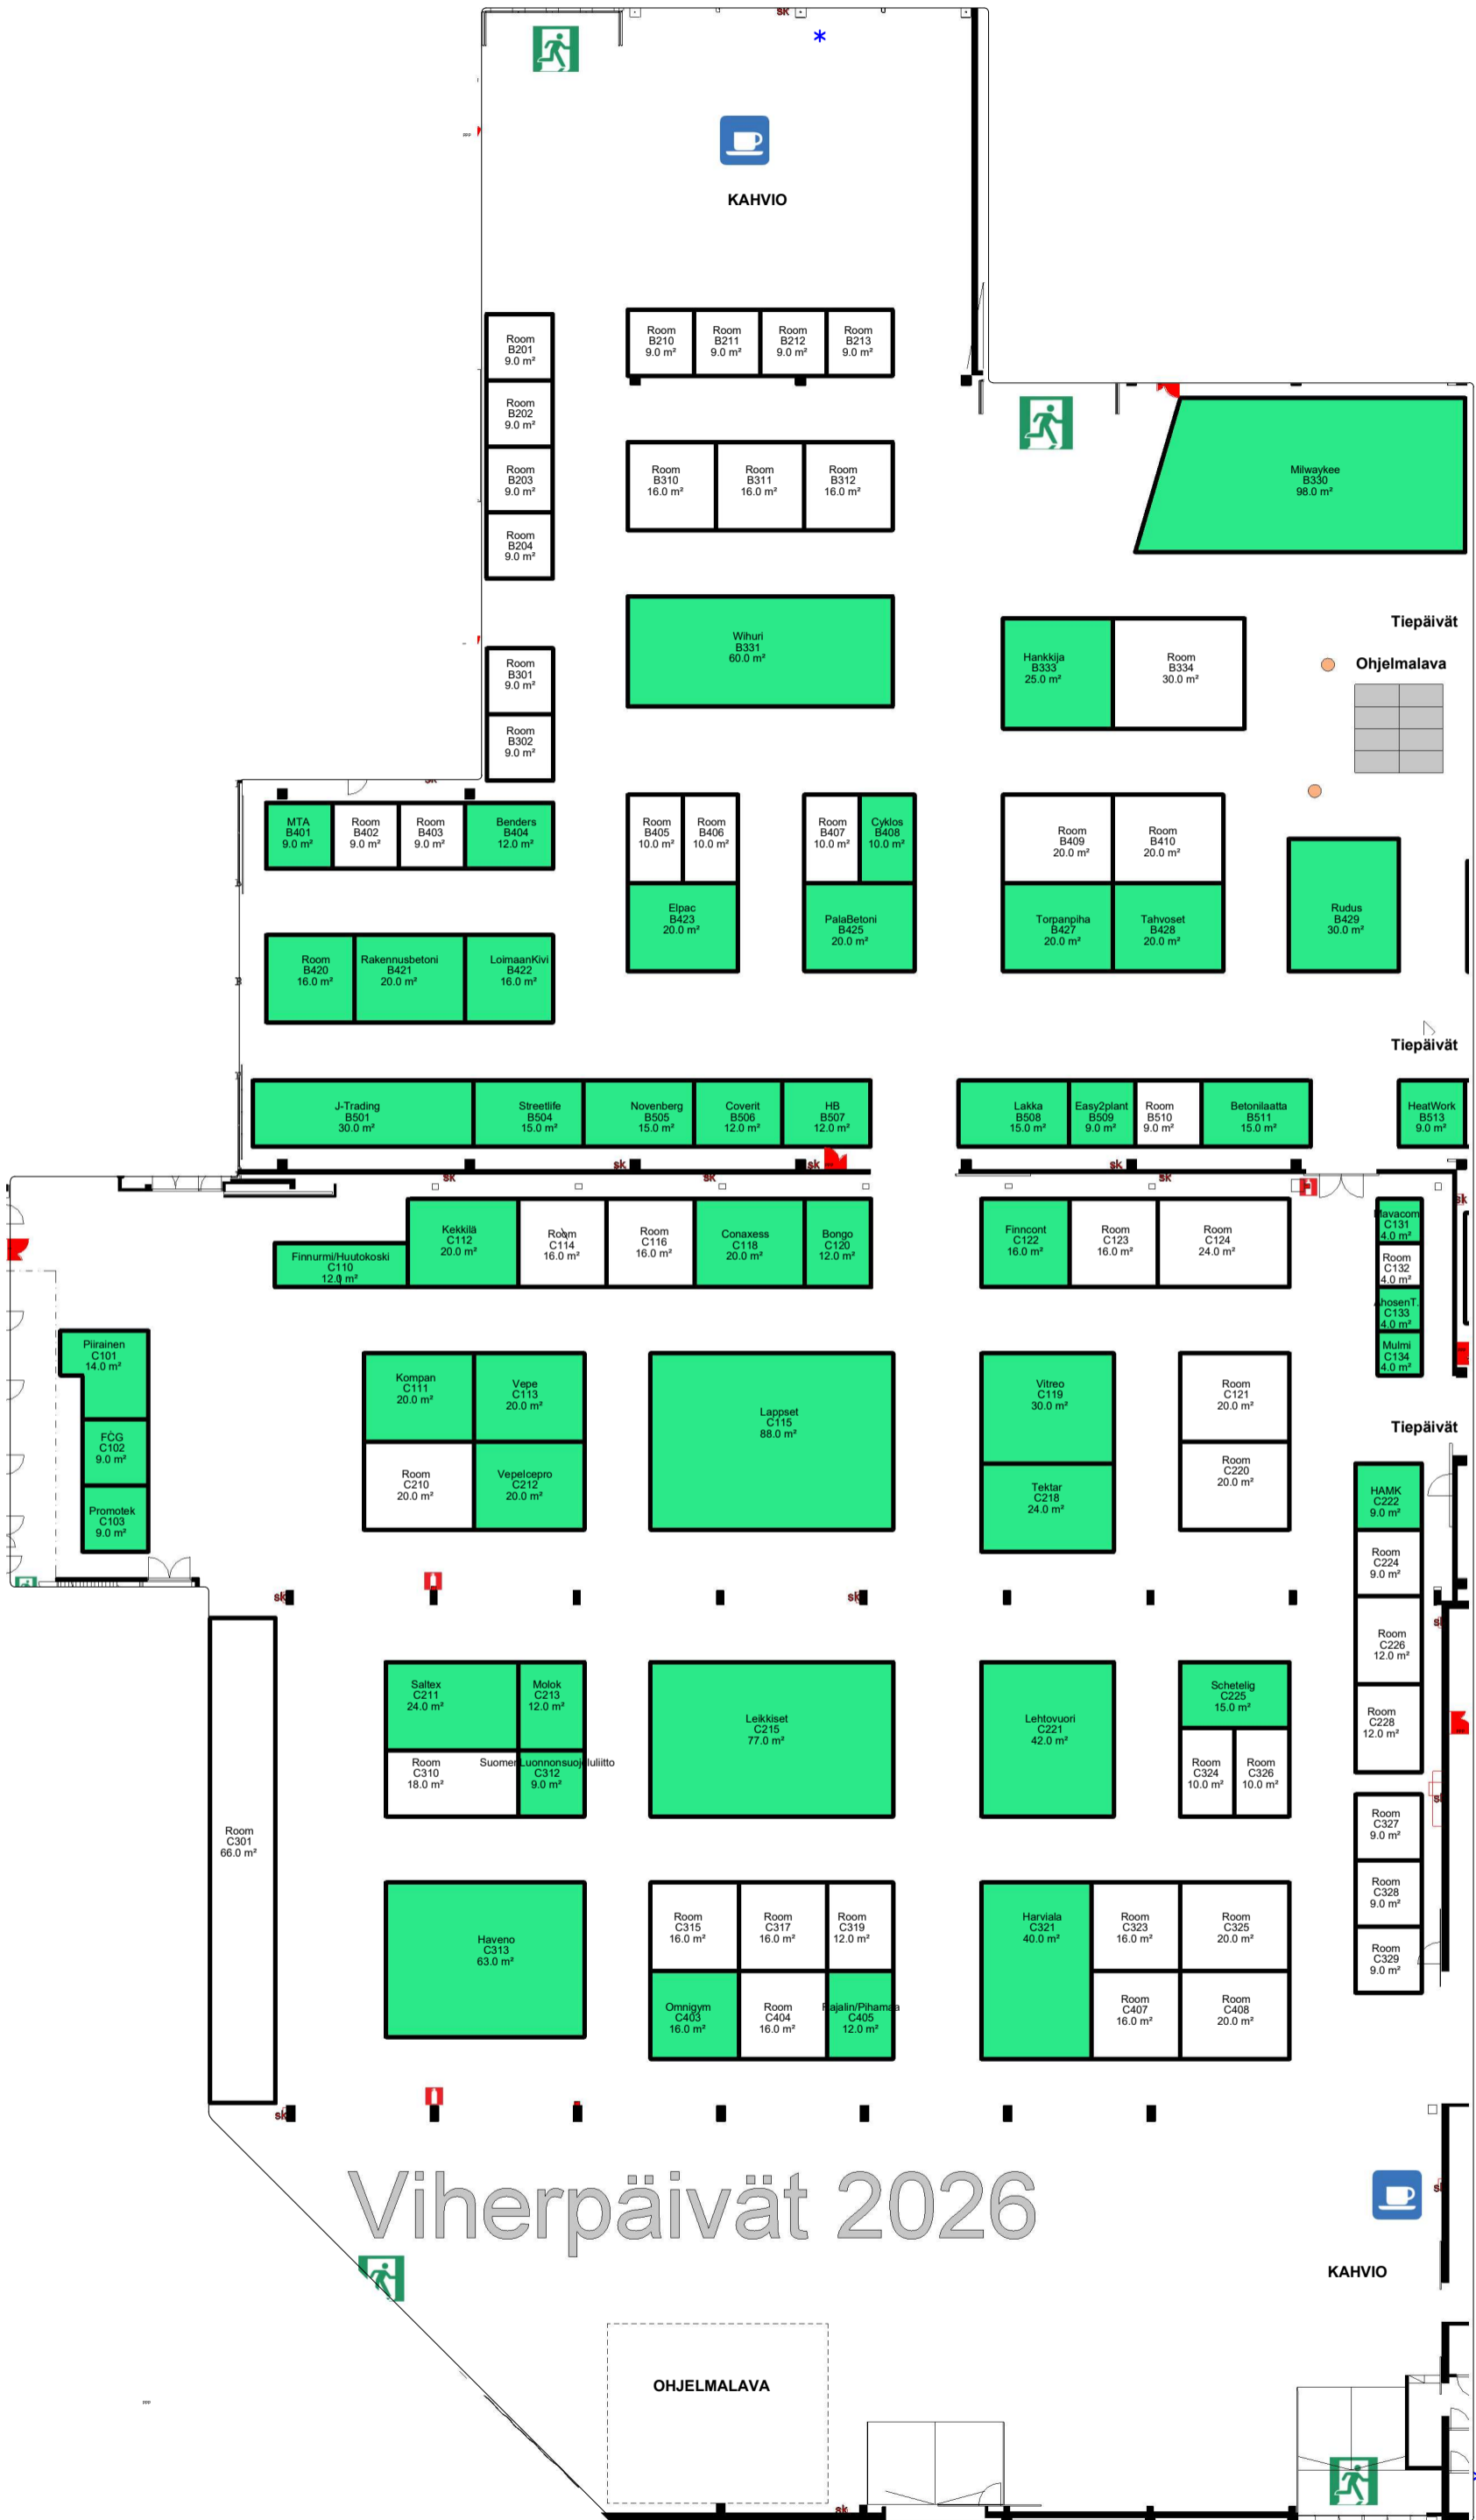 sk
KAHVIO
Room
B201
9.0 m²
Room
B202
9.0 m²
Room
B203
9.0 m²
Room
B204
9.0 m²
Room
B210
9.0 m²
Room
B211
9.0 m²
Room
B212
9.0 m²
Room
B213
9.0 m²
Room
B310
16.0 m²
Room
B311
16.0 m²
Room
B312
16.0 m²
Milwaykee
B330
98.0 m²
Wihuri
B331
60.0 m²
Hankkija
B333
25.0 m²
Room
B334
30.0 m²
Tiepäivät
Ohjelmalava
Room
B301
9.0 m²
Room
B302
9.0 m²
sk
MTA
B401
9.0 m²
Room
B402
9.0 m²
Room
B403
9.0 m²
Benders
B404
12.0 m²
Room
B405
10.0 m²
Room
B406
10.0 m²
Room
B407
10.0 m²
Cyklos
B408
10.0 m²
Room
B409
20.0 m²
Room
B410
20.0 m²
Elpac
B423
20.0 m²
PalaBetoni
B425
20.0 m²
Torpanpiha
B427
20.0 m²
Tahvoset
B428
20.0 m²
Rudus
B429
30.0 m²
Room
B420
16.0 m²
Rakennusbetoni
B421
20.0 m²
LoimaanKivi
B422
16.0 m²
Tiepäivät
J-Trading
B501
30.0 m²
Streetlife
B504
15.0 m²
Novenberg
B505
15.0 m²
Coverit
B506
12.0 m²
HB
B507
12.0 m²
Lakka
B508
15.0 m²
Easy2plant
B509
9.0 m²
Room
B510
9.0 m²
Betonilaatta
B511
15.0 m²
HeatWork
B513
9.0 m²
sk
sk
sk
sk
sk
sk
sk
Finnurmi/Huutokoski
C110
12.0 m²
Kekkilä
C112
20.0 m²
Room
C114
16.0 m²
Room
C116
16.0 m²
Conaxess
C118
20.0 m²
Bongo
C120
12.0 m²
Finncont
C122
16.0 m²
Room
C123
16.0 m²
Room
C124
24.0 m²
Mavacom
C131
4.0 m²
Room
C132
4.0 m²
AhosenT.
C133
4.0 m²
Mulmi
C134
4.0 m²
Piirainen
C101
14.0 m²
FCG
C102
9.0 m²
Promotek
C103
9.0 m²
Kompan
C111
20.0 m²
Vepe
C113
20.0 m²
Room
C210
20.0 m²
VepeIcepro
C212
20.0 m²
Lappset
C115
88.0 m²
Vitreo
C119
30.0 m²
Tektar
C218
24.0 m²
Room
C121
20.0 m²
Room
C220
20.0 m²
Tiepäivät
HAMK
C222
9.0 m²
Room
C224
9.0 m²
Room
C226
12.0 m²
Room
C228
12.0 m²
sk
sk
sk
Saltex
C211
24.0 m²
Molok
C213
12.0 m²
Room
C310
18.0 m²
Suomen Luonnonsuojeluliitto
C312
9.0 m²
Leikkiset
C215
77.0 m²
Lehtovuori
C221
42.0 m²
Schetelig
C225
15.0 m²
Room
C324
10.0 m²
Room
C326
10.0 m²
sk
Room
C327
9.0 m²
Room
C328
9.0 m²
Room
C329
9.0 m²
Room
C301
66.0 m²
Haveno
C313
63.0 m²
Room
C315
16.0 m²
Room
C317
16.0 m²
Room
C319
12.0 m²
Omnigym
C403
16.0 m²
Room
C404
16.0 m²
Rajalin/Pihamaa
C405
12.0 m²
Harviala
C321
40.0 m²
Room
C323
16.0 m²
Room
C325
20.0 m²
Room
C407
16.0 m²
Room
C408
20.0 m²
sk
Viherpäivät 2026
sk
KAHVIO
OHJELMALAVA
sk